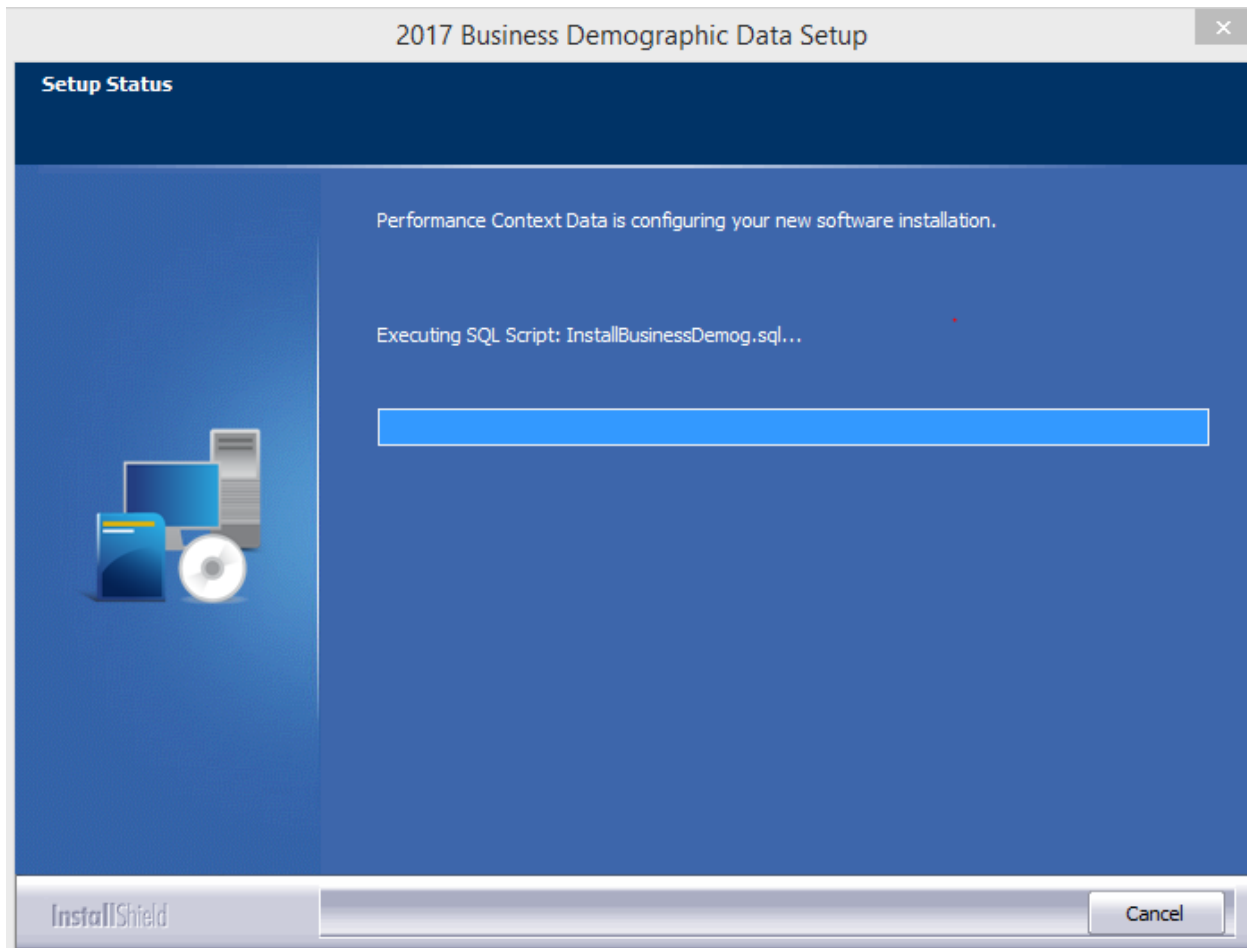 2017 Business Demographic Data Setup
Setup Status
Performance Context Data is configuring your new software installation.
Executing SQL Script: InstallBusinessDemog.sql...
InstallShield
Cancel